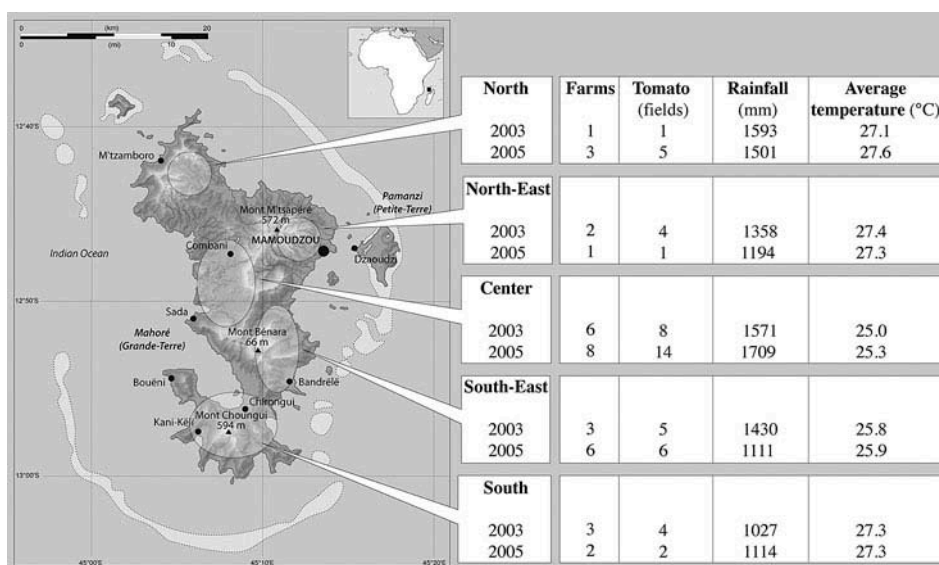 0 (km) 20
0 (mi) 10
12°40'S
M'tzamboro
Pamanzi
(Petite-Terre)
Mont M'tsapéré
572 m
MAMOUDZOU
Combani
Dzaoudzi
Indian Ocean
12°50'S
Sada
Mahoré
(Grande-Terre)
Mont Bénara
66 m
Bouéni
Bandrélé
Chirongui
Mont Choungui
594 m
Kani-Kéli
13°00'S
45°00'S 45°10'S 45°20'S
North Farms Tomato Rainfall Average
(fields) (mm) temperature (°C)
2003 1 1 1593 27.1
2005 3 5 1501 27.6
North-East
2003 2 4 1358 27.4
2005 1 1 1194 27.3
Center
2003 6 8 1571 25.0
2005 8 14 1709 25.3
South-East
2003 3 5 1430 25.8
2005 6 6 1111 25.9
South
2003 3 4 1027 27.3
2005 2 2 1114 27.3